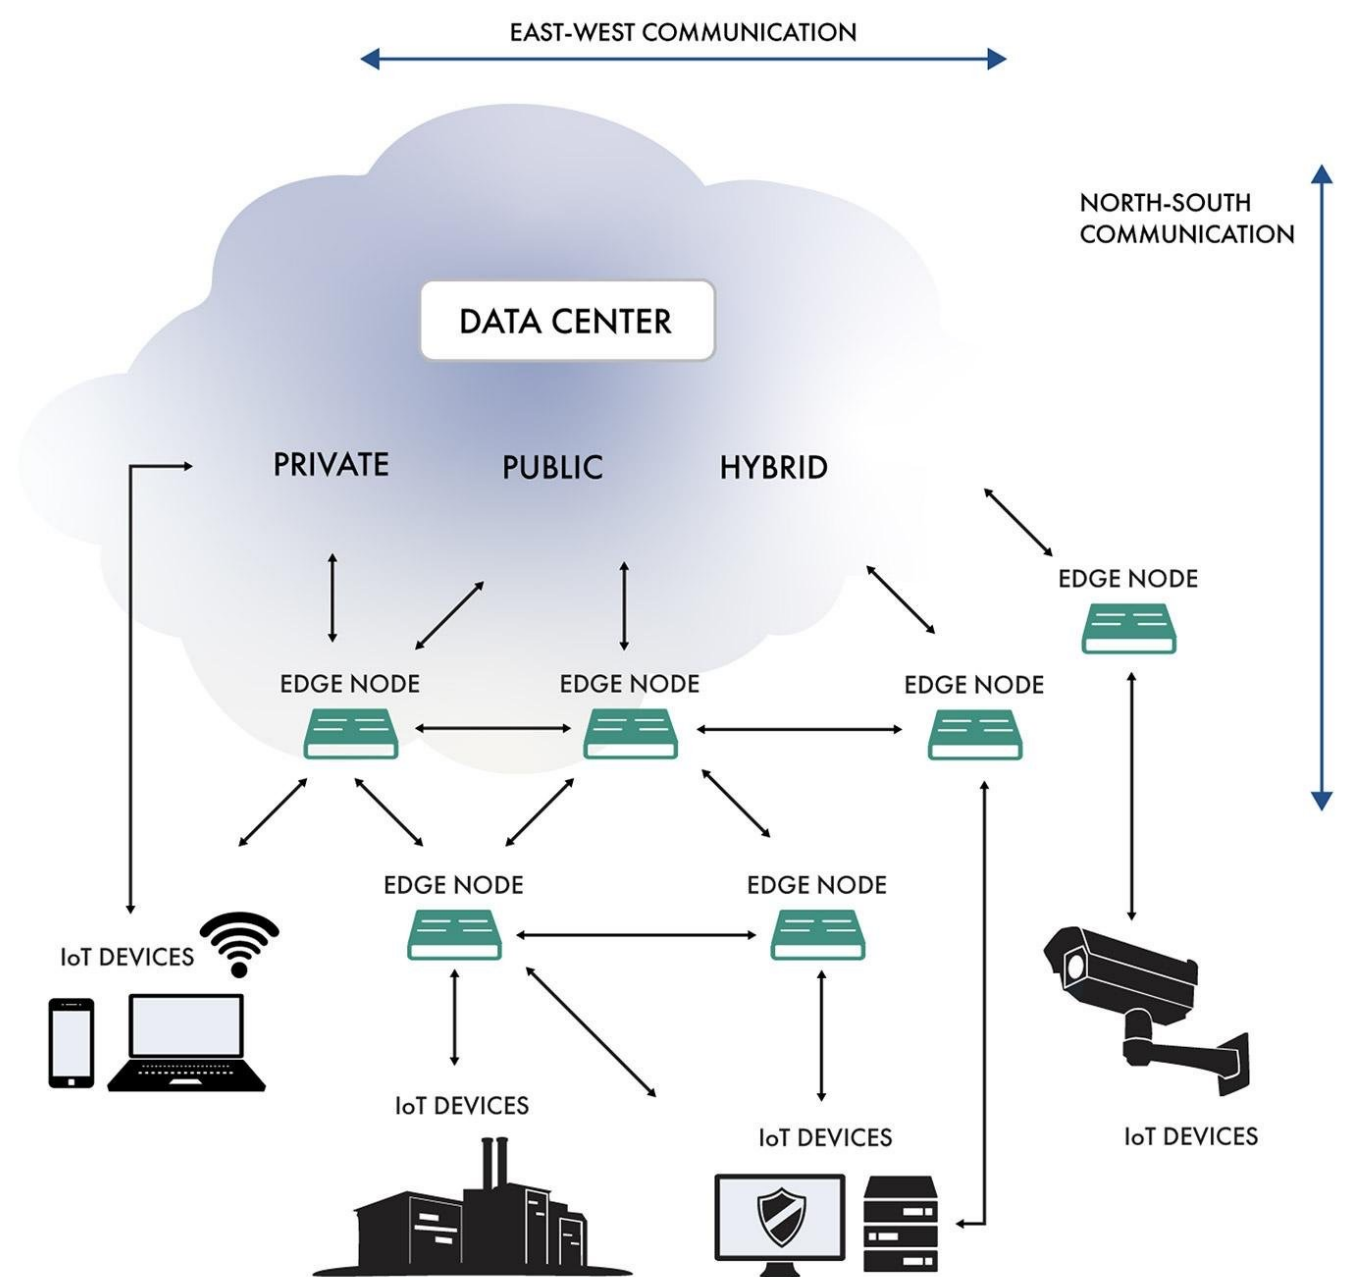 EAST-WEST COMMUNICATION
NORTH-SOUTH
COMMUNICATION
DATA CENTER
PRIVATE
PUBLIC
HYBRID
EDGE NODE
EDGE NODE
EDGE NODE
EDGE NODE
EDGE NODE
EDGE NODE
IoT DEVICES
IoT DEVICES
IoT DEVICES
IoT DEVICES